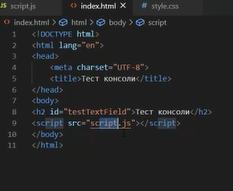 script.js
index.html
style.css
index.html > html > body > script
1 <!DOCTYPE html>
2 <html lang="en">
3 <head>
4 <meta charset="UTF-8">
5 <title>Тест консоли</title>
6 </head>
7 <body>
8 <h2 id="testTextField">Тест консоли</h2>
9 <script src="script.js"></script>
10 </body>
11 </html>